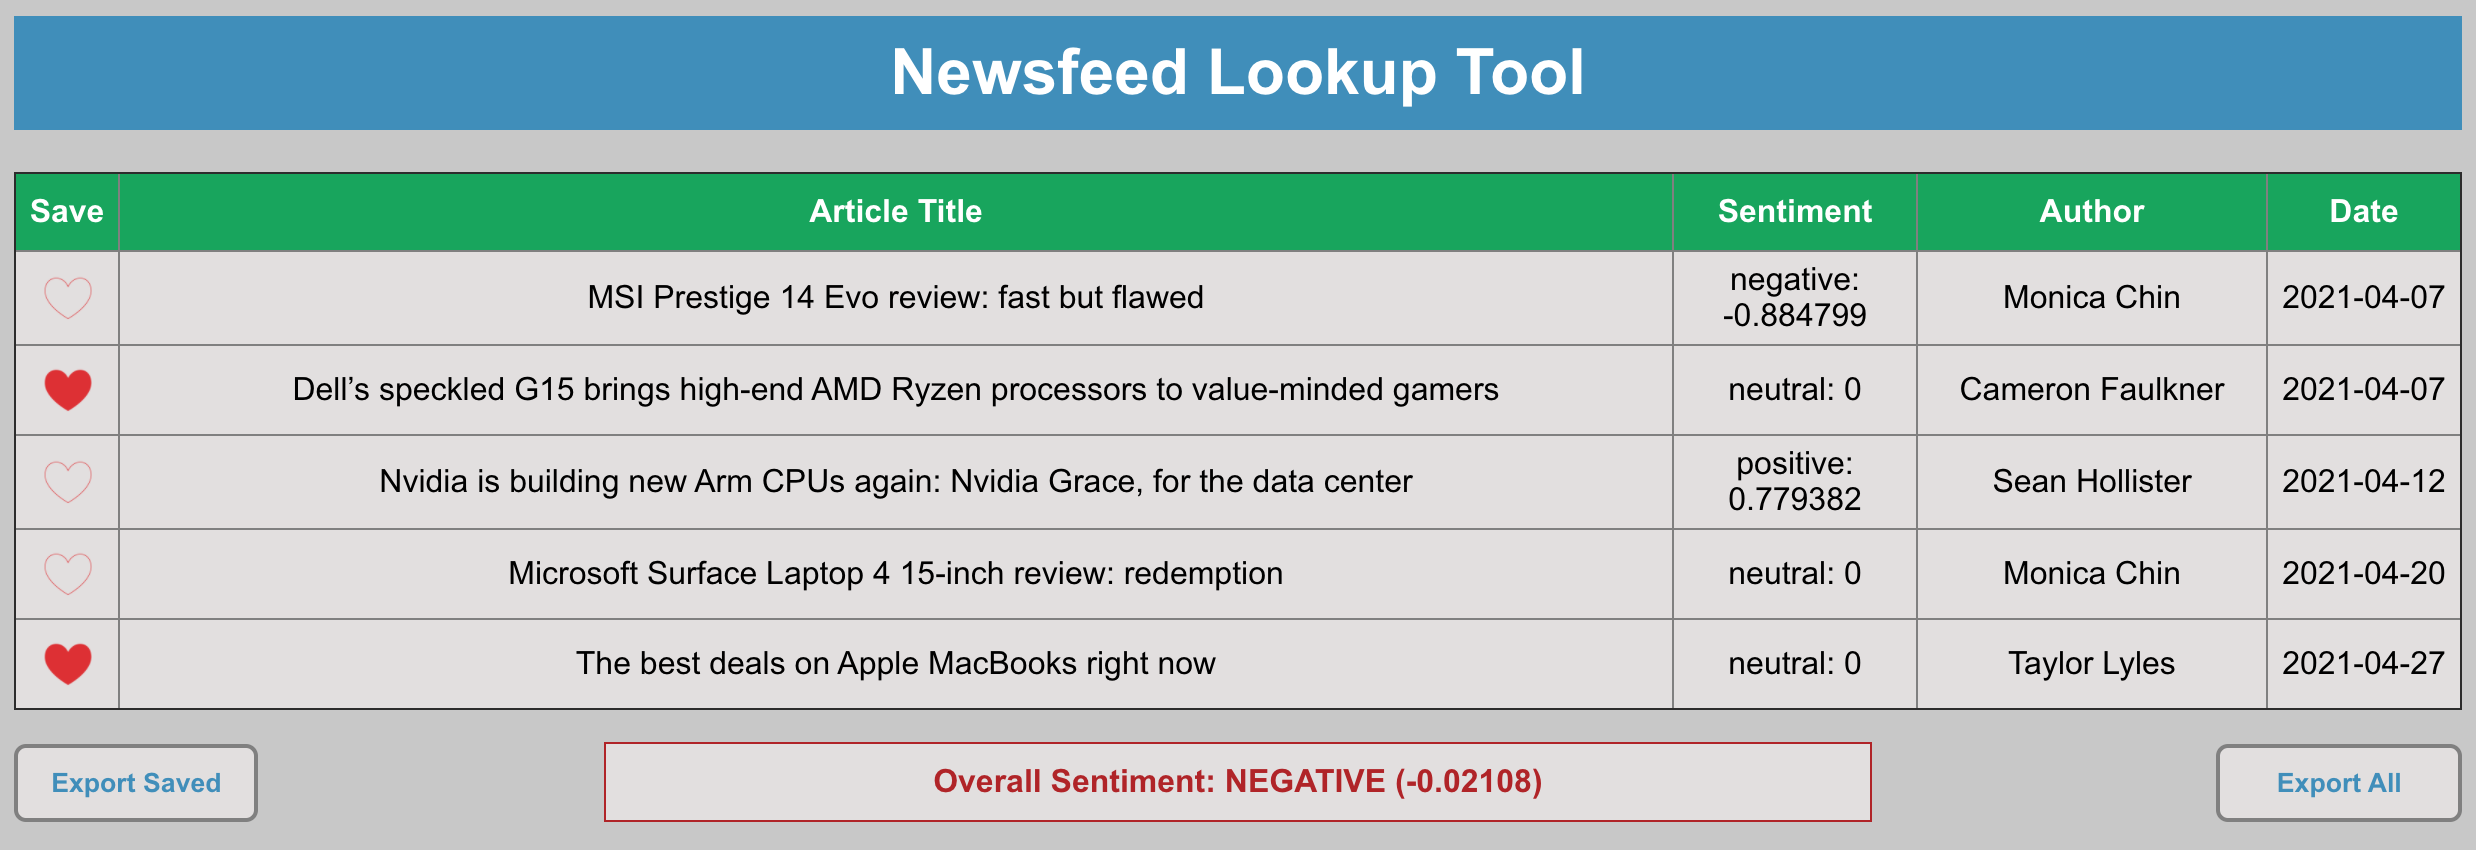 Newsfeed Lookup Tool
Save Article Title Sentiment Author Date
MSI Prestige 14 Evo review: fast but flawed negative: -0.884799 Monica Chin 2021-04-07
Dell’s speckled G15 brings high-end AMD Ryzen processors to value-minded gamers neutral: 0 Cameron Faulkner 2021-04-07
Nvidia is building new Arm CPUs again: Nvidia Grace, for the data center positive: 0.779382 Sean Hollister 2021-04-12
Microsoft Surface Laptop 4 15-inch review: redemption neutral: 0 Monica Chin 2021-04-20
The best deals on Apple MacBooks right now neutral: 0 Taylor Lyles 2021-04-27
Export Saved Overall Sentiment: NEGATIVE (-0.02108) Export All